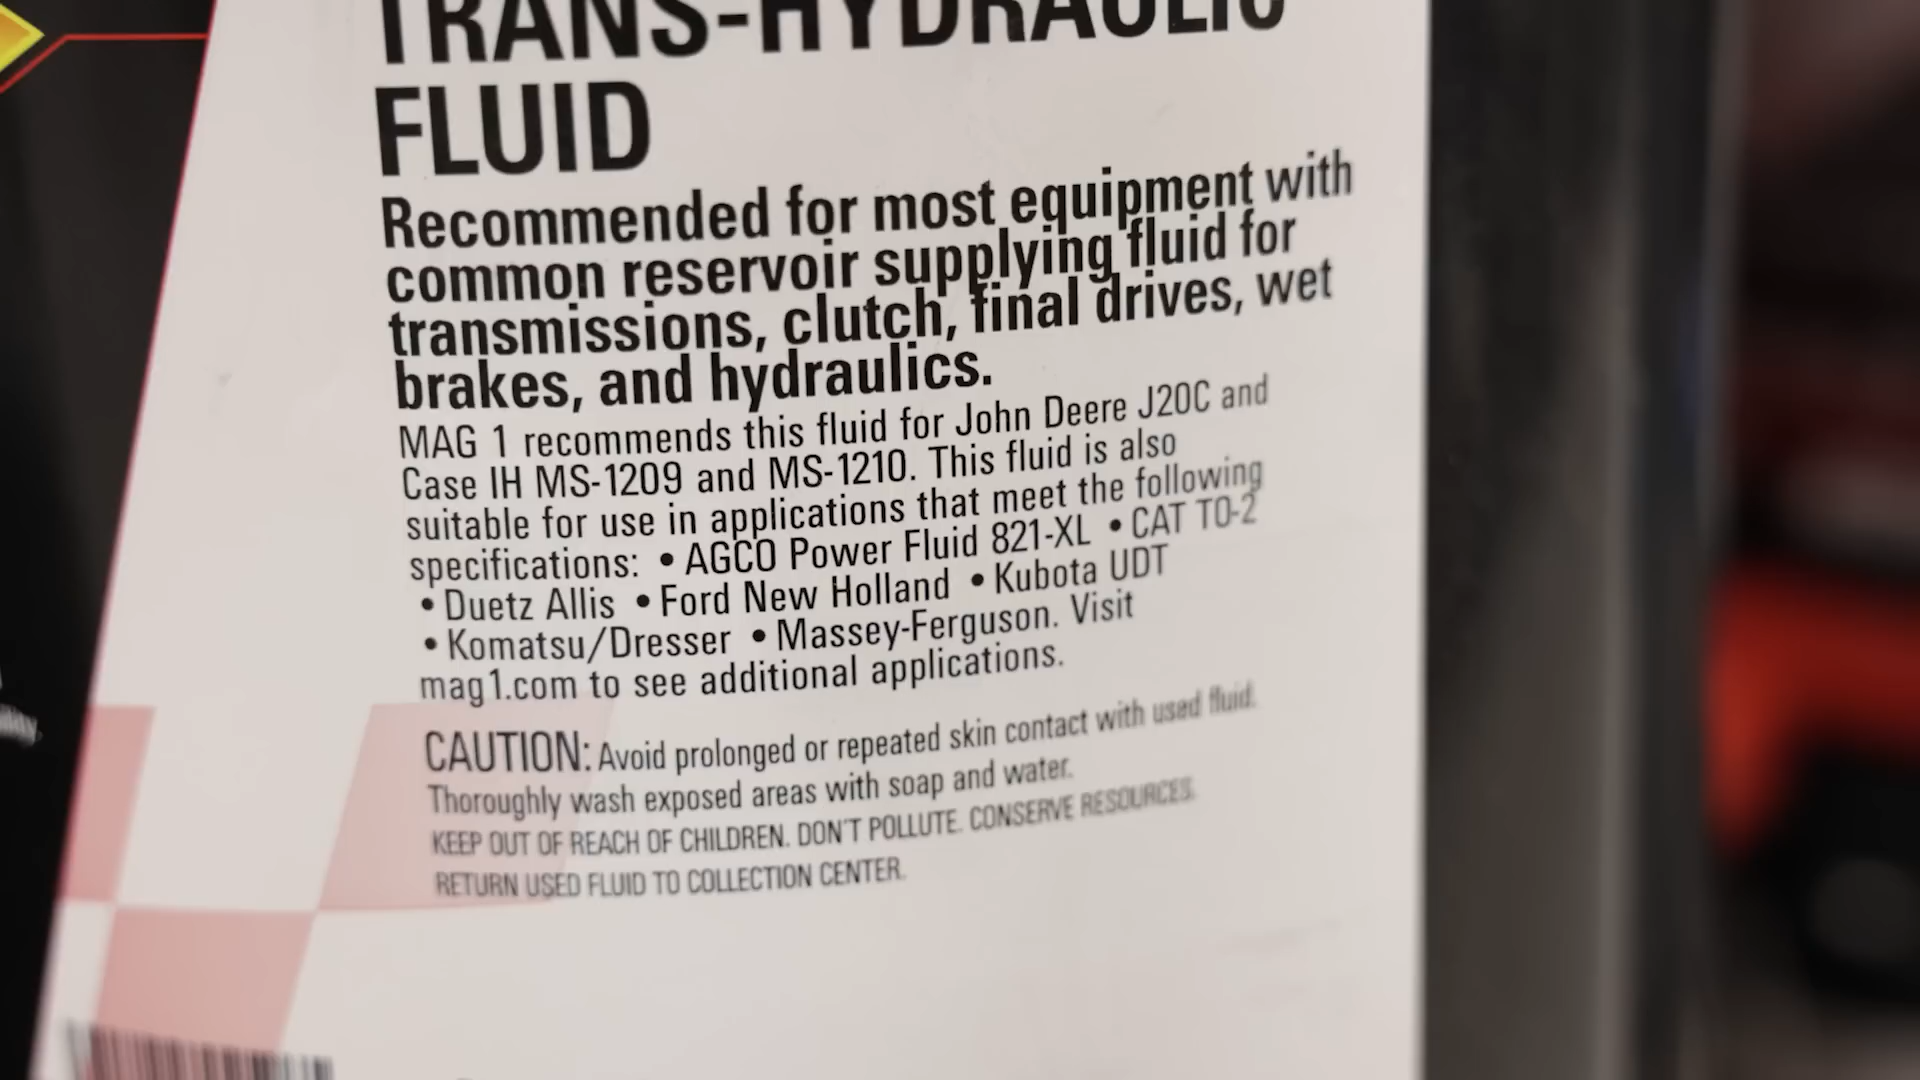 TRANS-HYDRAULIC
FLUID
Recommended for most equipment with
common reservoir supplying fluid for
transmissions, clutch, final drives, wet
brakes, and hydraulics.
MAG 1 recommends this fluid for John Deere J20C and
Case IH MS-1209 and MS-1210. This fluid is also
suitable for use in applications that meet the following
specifications: • AGCO Power Fluid 821-XL • CAT TO-2
• Duetz Allis • Ford New Holland • Kubota UDT
• Komatsu/Dresser • Massey-Ferguson. Visit
mag1.com to see additional applications.
CAUTION: Avoid prolonged or repeated skin contact with used fluid.
Thoroughly wash exposed areas with soap and water.
KEEP OUT OF REACH OF CHILDREN. DON'T POLLUTE. CONSERVE RESOURCES.
RETURN USED FLUID TO COLLECTION CENTER.